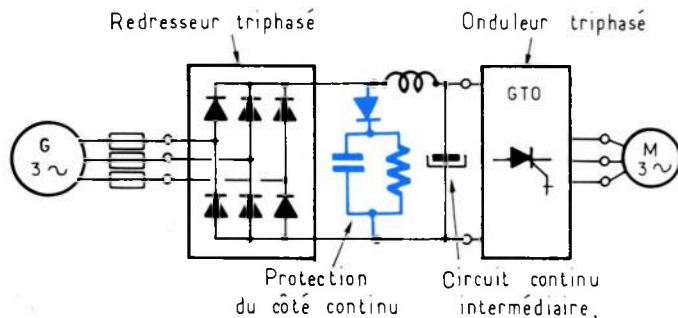 Redresseur triphasé
Onduleur triphasé
GTO
G
3 ~
M
3 ~
Protection
du côté continu
Circuit continu
intermédiaire,